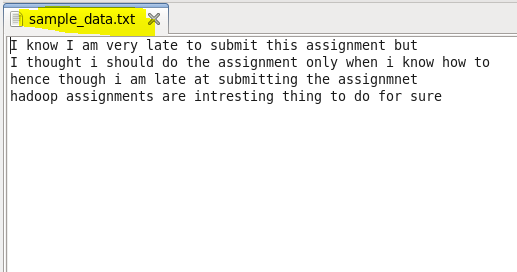 sample_data.txt
I know I am very late to submit this assignment but
I thought i should do the assignment only when i know how to
hence though i am late at submitting the assignmnet
hadoop assignments are intresting thing to do for sure